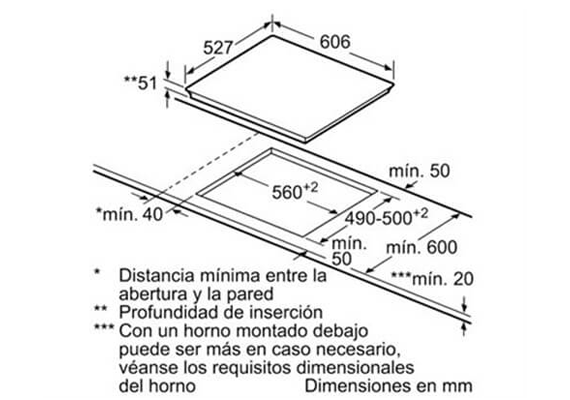 527
606
**51
mín. 50
560+2
*mín. 40
490-500+2
mín.
50
mín. 600
***mín. 20
* Distancia mínima entre la
abertura y la pared
** Profundidad de inserción
*** Con un horno montado debajo
puede ser más en caso necesario,
véanse los requisitos dimensionales
del horno
Dimensiones en mm